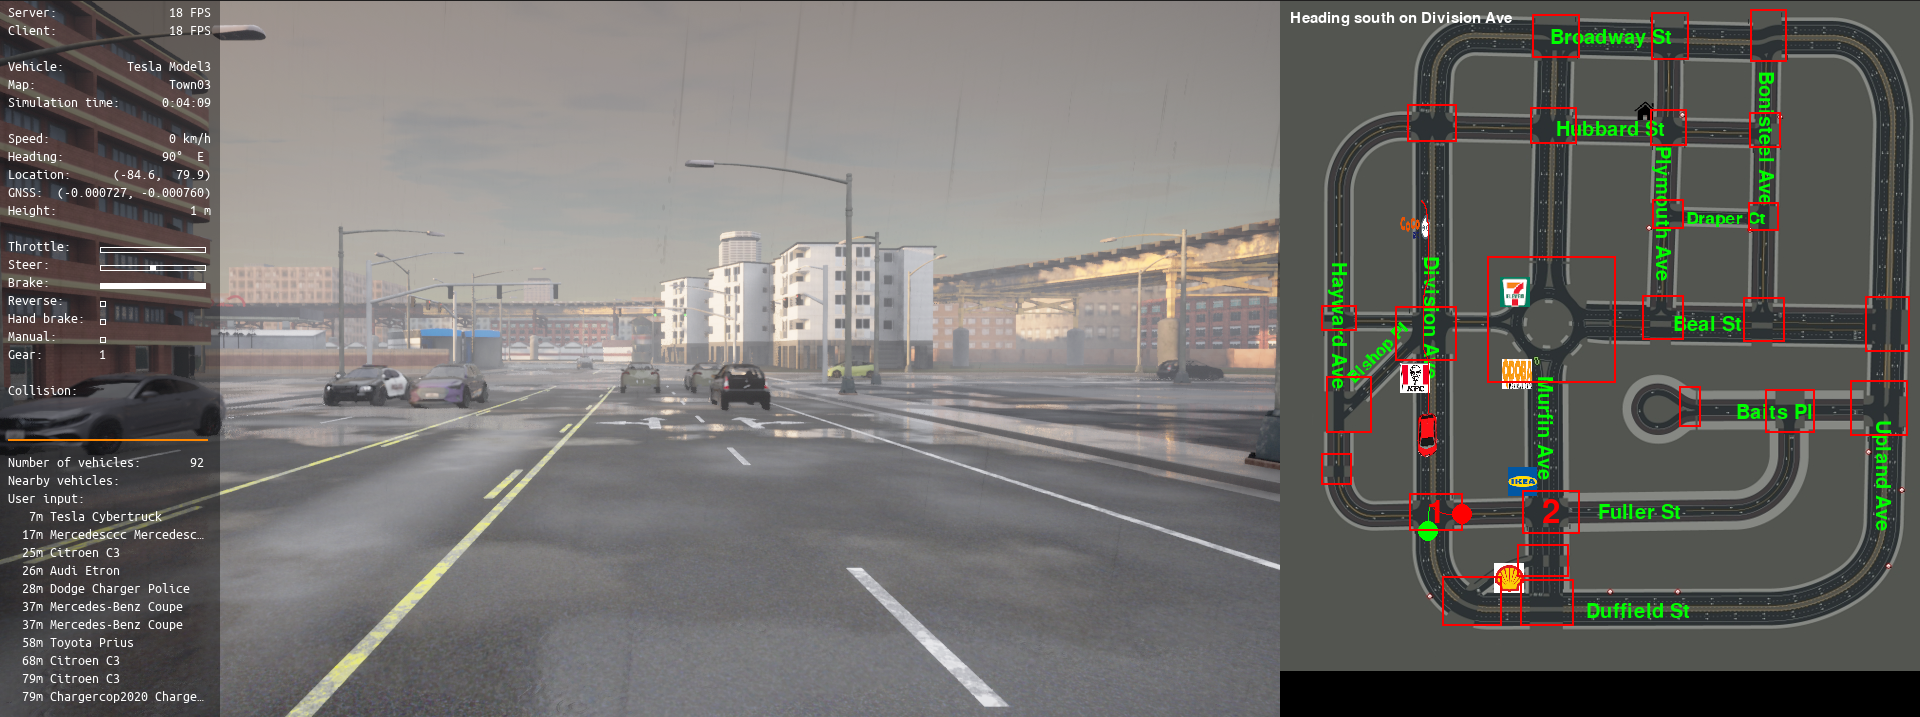 Server: 18 FPS
Client: 18 FPS
Vehicle: Tesla Model3
Map: Town03
Simulation time: 0:04:09
Speed: 0 km/h
Heading: 90° E
Location: (-84.6, 79.9)
GNSS: (-0.000727, -0.000760)
Height: 1 m
Throttle:
Steer:
Brake:
Reverse:
Hand brake:
Manual:
Gear: 1
Collision:
Number of vehicles: 92
Nearby vehicles:
User input:
7m Tesla Cybertruck
17m Mercedesccc Mercedesc…
25m Citroen C3
26m Audi Etron
28m Dodge Charger Police
37m Mercedes-Benz Coupe
37m Mercedes-Benz Coupe
58m Toyota Prius
68m Citroen C3
79m Citroen C3
79m Chargercop2020 Charge…
Heading south on Division Ave
Broadway St
Bonisteel Ave
Hubbard St
Plymouth Ave
Draper Ct
Hayward Ave
Division Ave
7
Beal St
KFC
Murfin Ave
Baits Pl
Upland Ave
IKEA
1
2
Fuller St
Duffield St